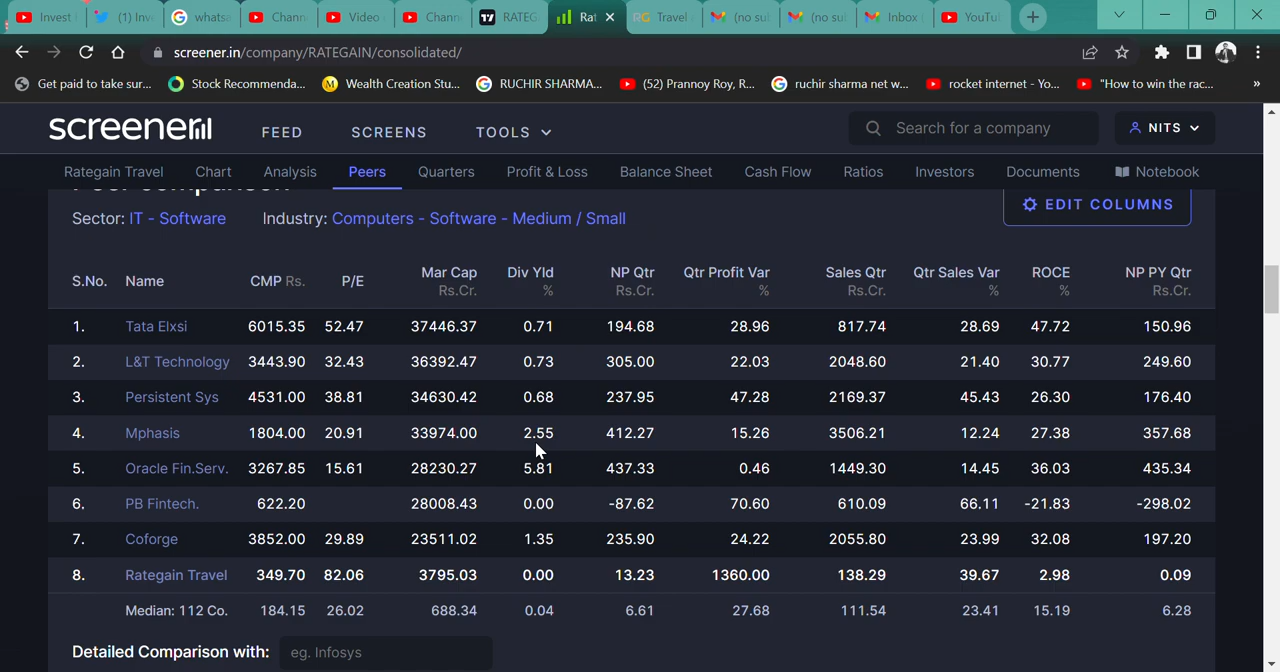 Invest
(1) Inv
whats
Chann
Video
Chann
RATEG
Rat
Travel
(no sub
(no sub
Inbox
YouTu
screener.in/company/RATEGAIN/consolidated/
Get paid to take sur... Stock Recommenda... Wealth Creation Stu... RUCHIR SHARMA... (52) Prannoy Roy, R... ruchir sharma net w... rocket internet - Yo... "How to win the rac... »
screener FEED SCREENS TOOLS Search for a company NITS
Rategain Travel Chart Analysis Peers Quarters Profit & Loss Balance Sheet Cash Flow Ratios Investors Documents Notebook
Sector: IT - Software Industry: Computers - Software - Medium / Small EDIT COLUMNS
S.No. Name CMP Rs. P/E Mar Cap Rs.Cr. Div Yld % NP Qtr Rs.Cr. Qtr Profit Var % Sales Qtr Rs.Cr. Qtr Sales Var % ROCE % NP PY Qtr Rs.Cr.
1. Tata Elxsi 6015.35 52.47 37446.37 0.71 194.68 28.96 817.74 28.69 47.72 150.96
2. L&T Technology 3443.90 32.43 36392.47 0.73 305.00 22.03 2048.60 21.40 30.77 249.60
3. Persistent Sys 4531.00 38.81 34630.42 0.68 237.95 47.28 2169.37 45.43 26.30 176.40
4. Mphasis 1804.00 20.91 33974.00 2.55 412.27 15.26 3506.21 12.24 27.38 357.68
5. Oracle Fin.Serv. 3267.85 15.61 28230.27 5.81 437.33 0.46 1449.30 14.45 36.03 435.34
6. PB Fintech. 622.20 28008.43 0.00 -87.62 70.60 610.09 66.11 -21.83 -298.02
7. Coforge 3852.00 29.89 23511.02 1.35 235.90 24.22 2055.80 23.99 32.08 197.20
8. Rategain Travel 349.70 82.06 3795.03 0.00 13.23 1360.00 138.29 39.67 2.98 0.09
Median: 112 Co. 184.15 26.02 688.34 0.04 6.61 27.68 111.54 23.41 15.19 6.28
Detailed Comparison with: eg. Infosys